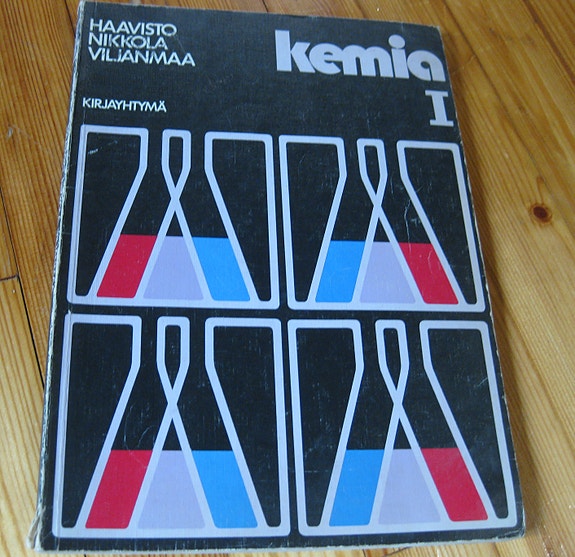 HAAVISTO
NIKKOLA
VILJANMAA
kemia
I
KIRJAYHTYMÄ